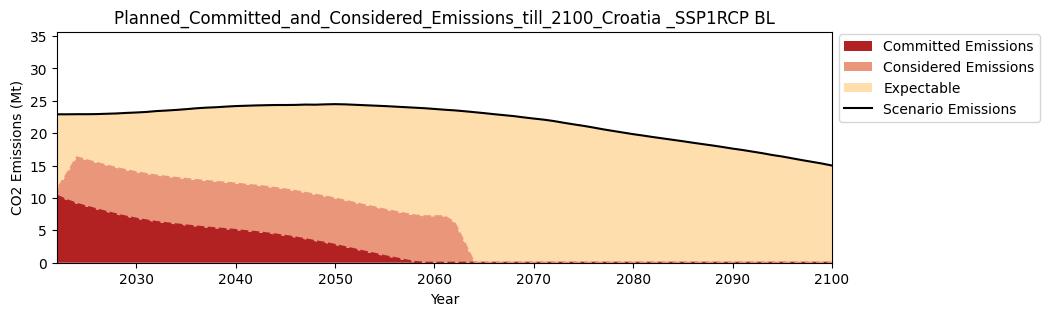 Planned_Committed_and_Considered_Emissions_till_2100_Croatia _SSP1RCP BL
35
30
25
20
15
10
5
0
CO2 Emissions (Mt)
2030 2040 2050 2060 2070 2080 2090 2100
Year
Committed Emissions
Considered Emissions
Expectable
Scenario Emissions